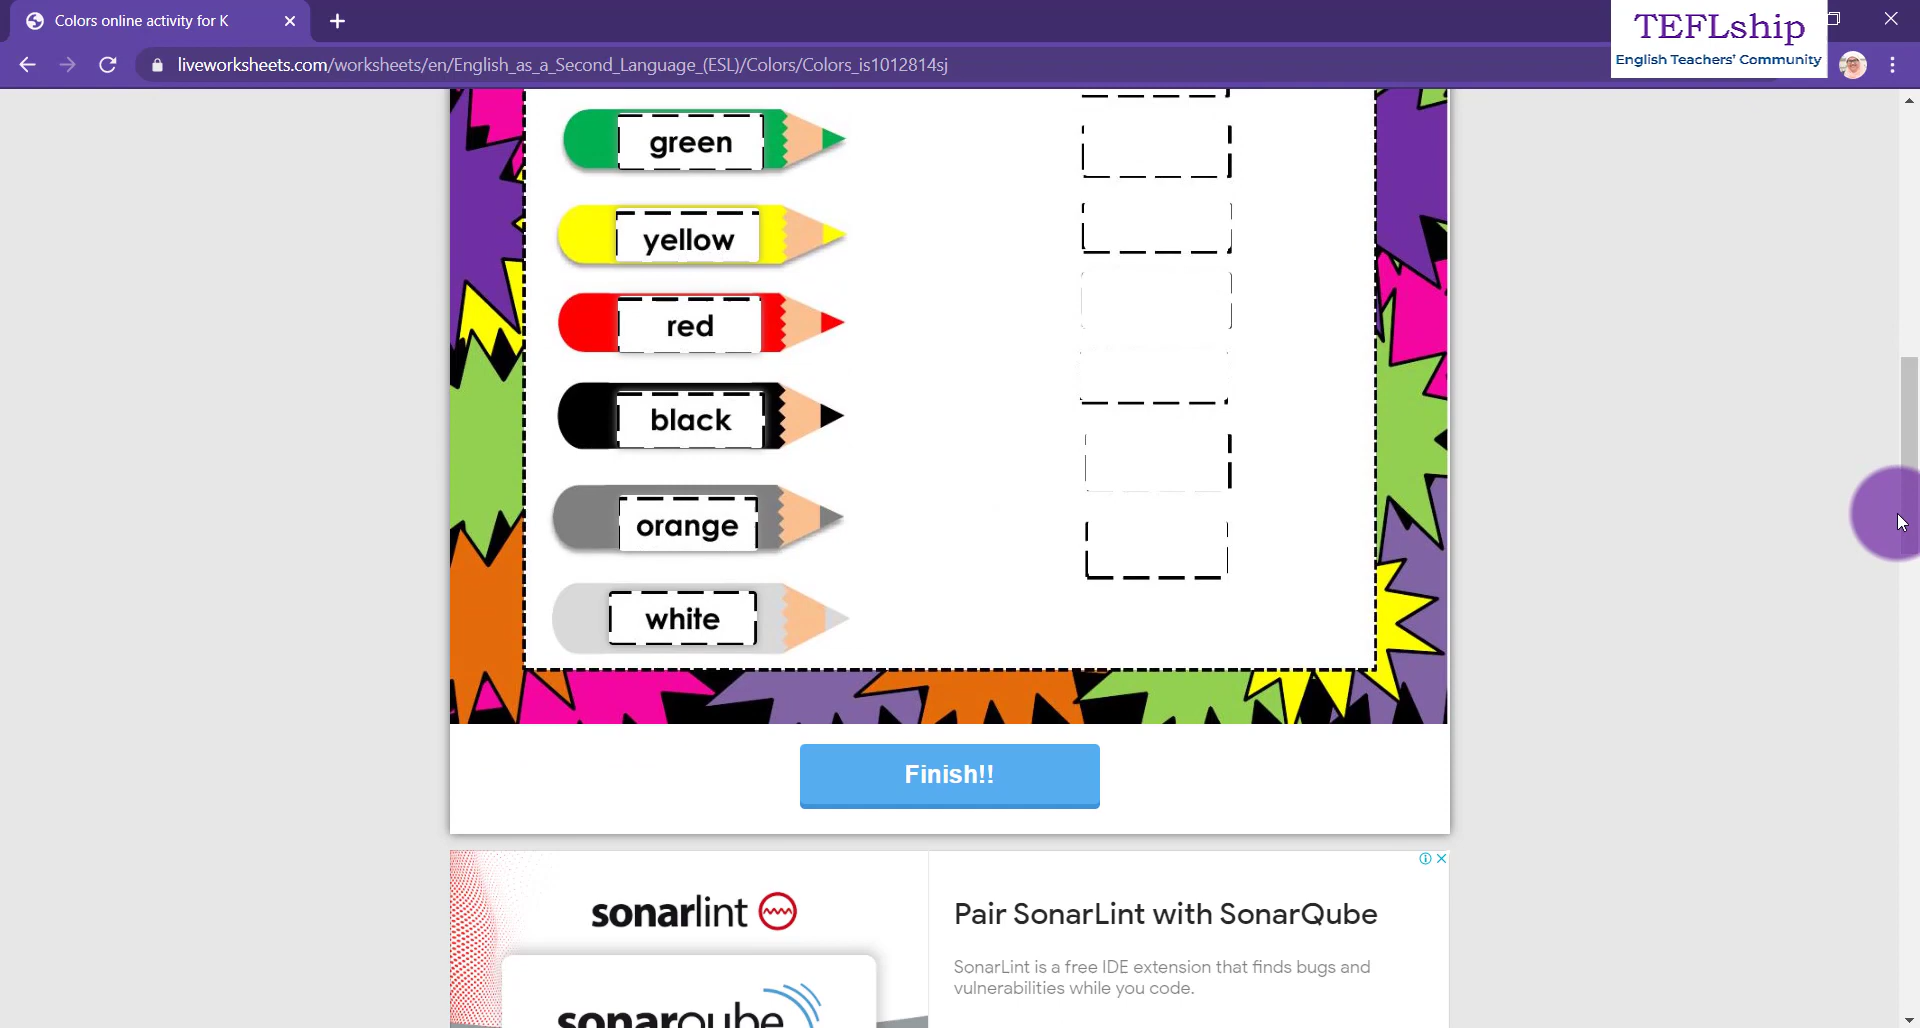 Colors online activity for K
TEFLship
English Teachers' Community
liveworksheets.com/worksheets/en/English_as_a_Second_Language_(ESL)/Colors/Colors_is1012814sj
green
yellow
red
black
orange
white
Finish!!
sonarlint
Pair SonarLint with SonarQube
SonarLint is a free IDE extension that finds bugs and
vulnerabilities while you code.
sonarqube